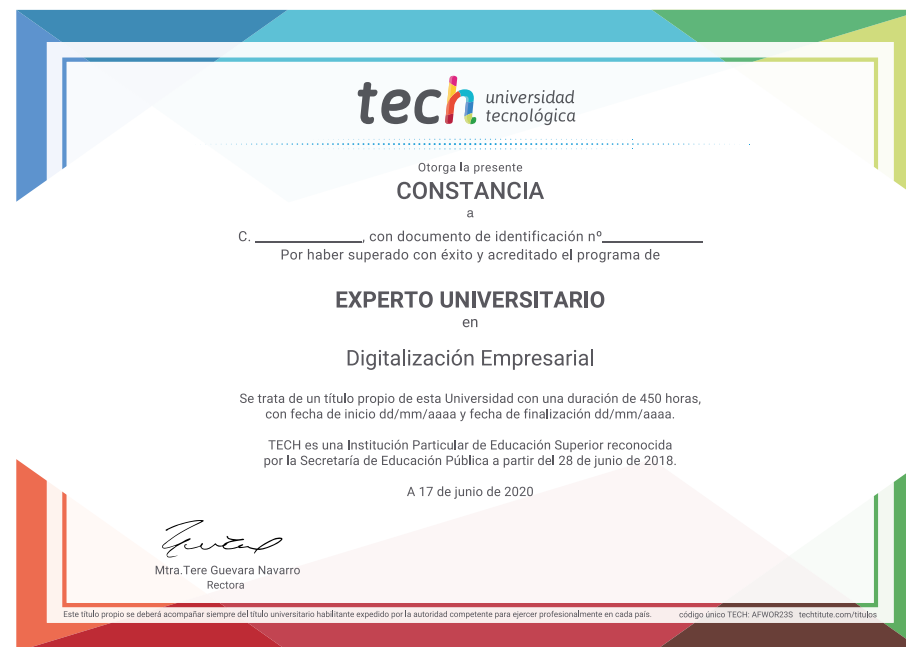 tech universidad
tecnológica
Otorga la presente
CONSTANCIA
a
C. ____________, con documento de identificación nº____________
Por haber superado con éxito y acreditado el programa de
EXPERTO UNIVERSITARIO
en
Digitalización Empresarial
Se trata de un título propio de esta Universidad con una duración de 450 horas,
con fecha de inicio dd/mm/aaaa y fecha de finalización dd/mm/aaaa.
TECH es una Institución Particular de Educación Superior reconocida
por la Secretaría de Educación Pública a partir del 28 de junio de 2018.
A 17 de junio de 2020
Mtra.Tere Guevara Navarro
Rectora
Este título propio se deberá acompañar siempre del título universitario habilitante expedido por la autoridad competente para ejercer profesionalmente en cada país. código único TECH: AFWOR23S techtitute.com/titulos